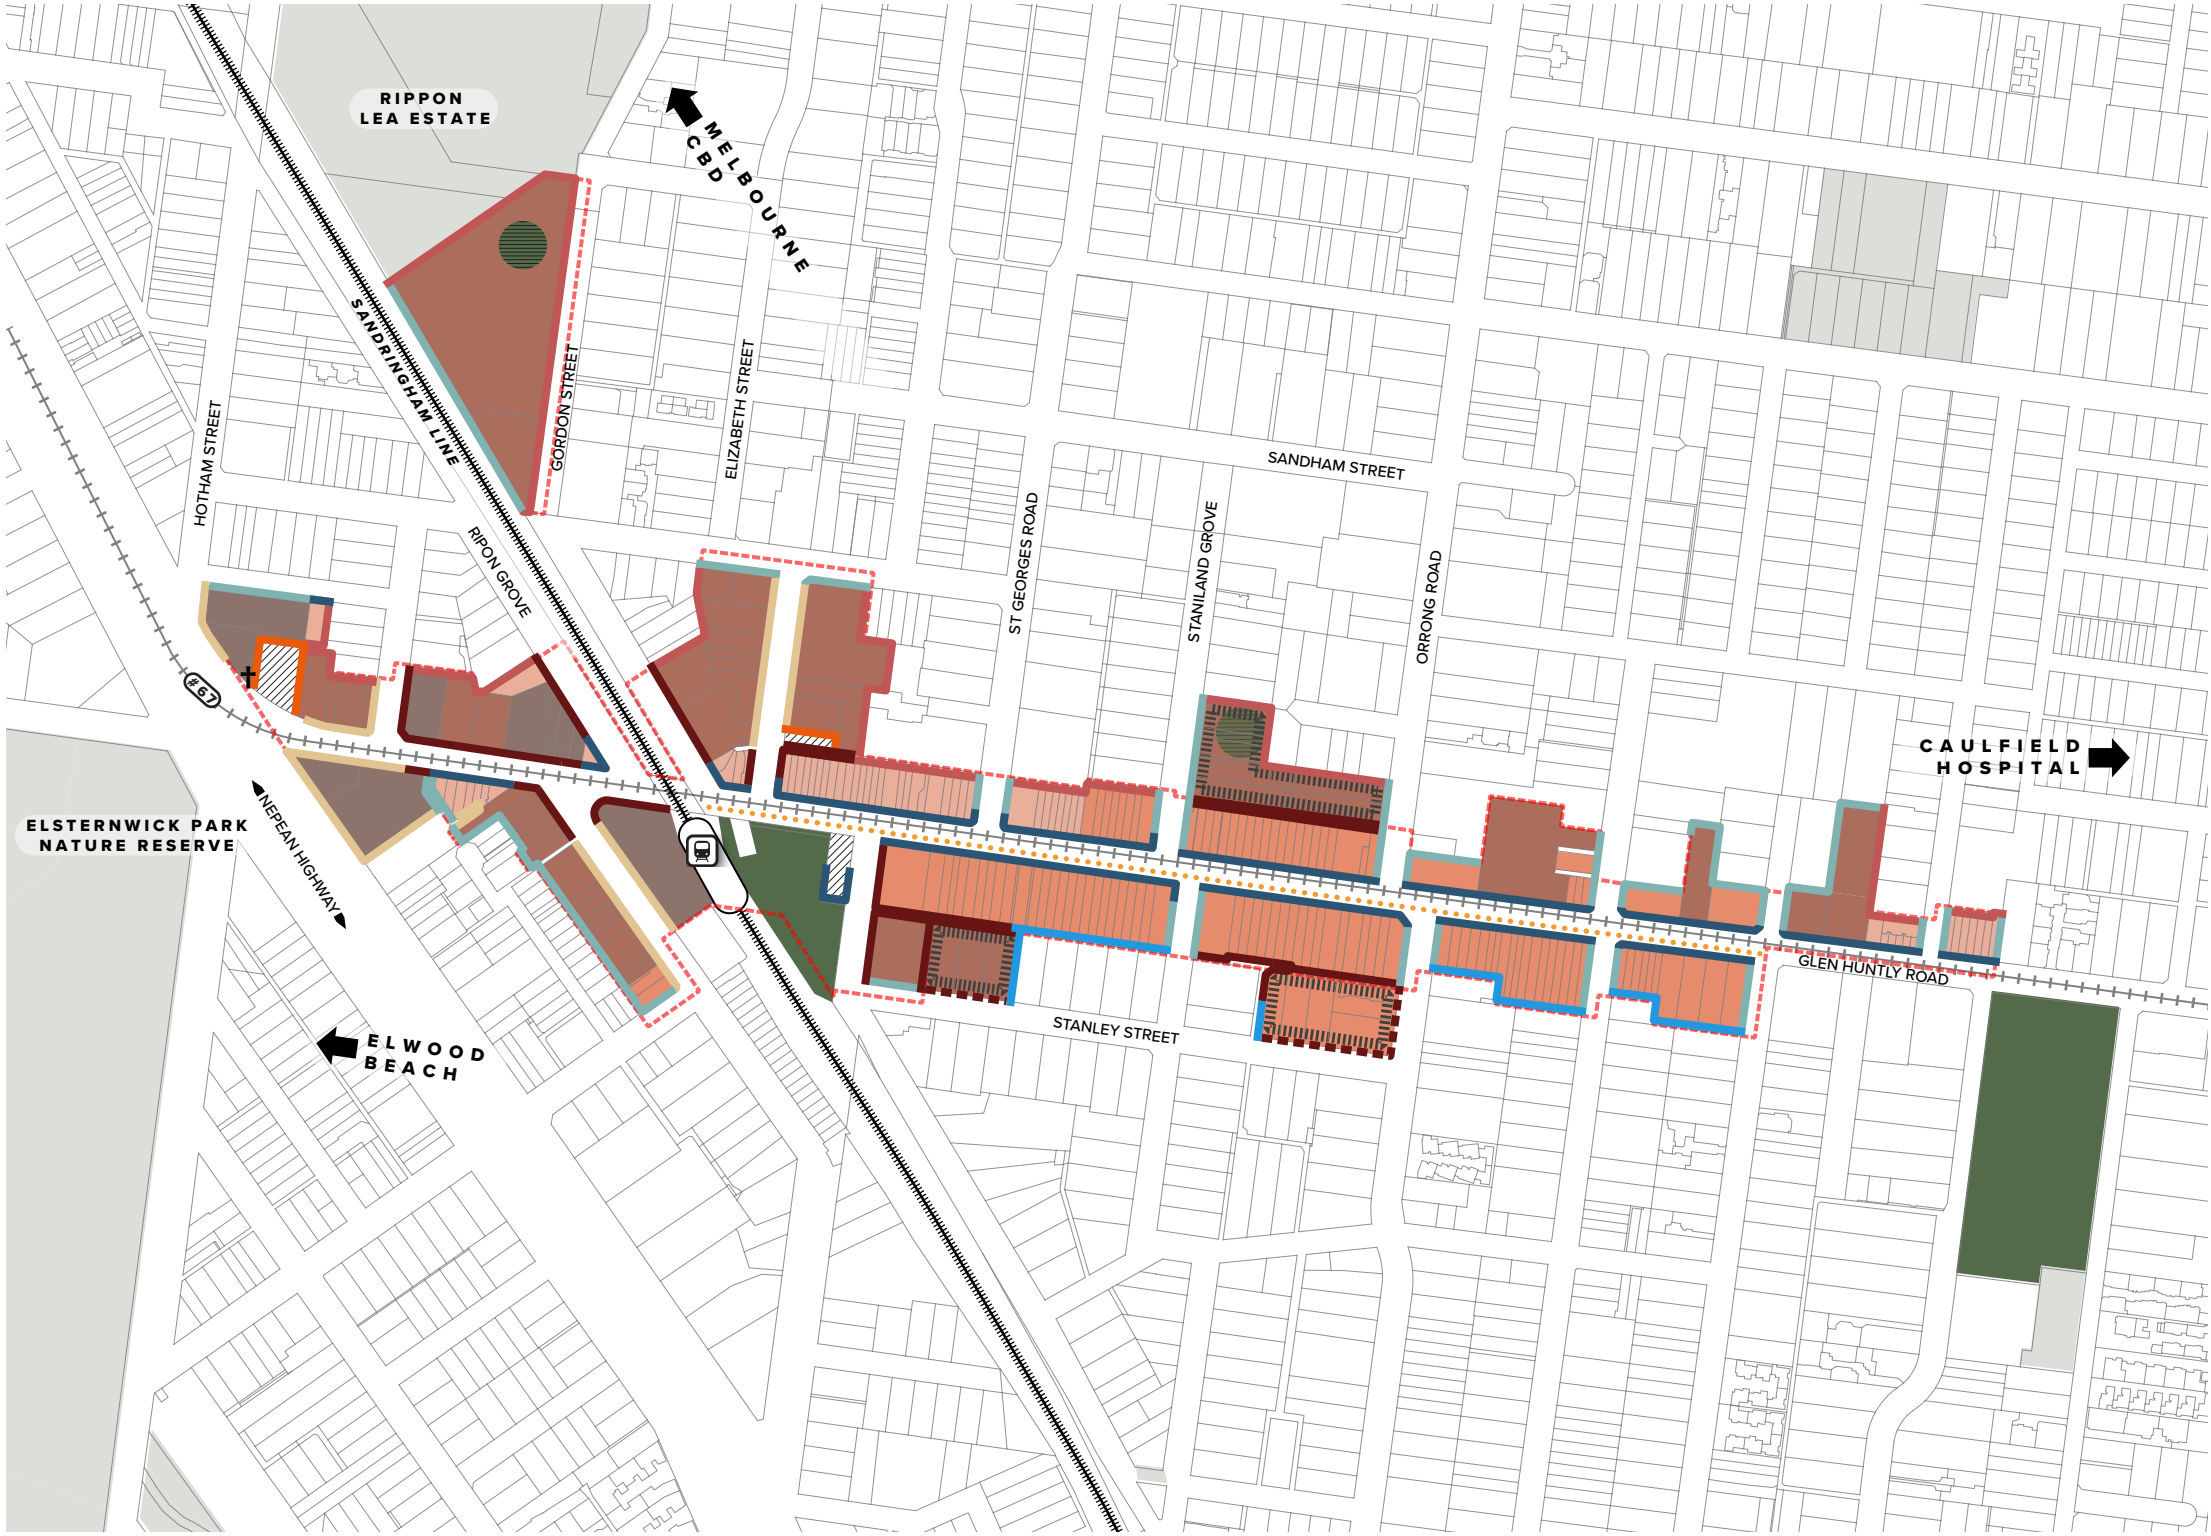 RIPPON
LEA ESTATE
MELBOURNE
CBD
SANDRINGHAM LINE
GORDON STREET
ELIZABETH STREET
HOTHAM STREET
RIPON GROVE
SANDHAM STREET
ST GEORGES ROAD
STANILAND GROVE
ORRONG ROAD
#67
CAULFIELD
HOSPITAL
ELSTERNWICK PARK
NATURE RESERVE
NEPEAN HIGHWAY
GLEN HUNTLY ROAD
STANLEY STREET
ELWOOD
BEACH